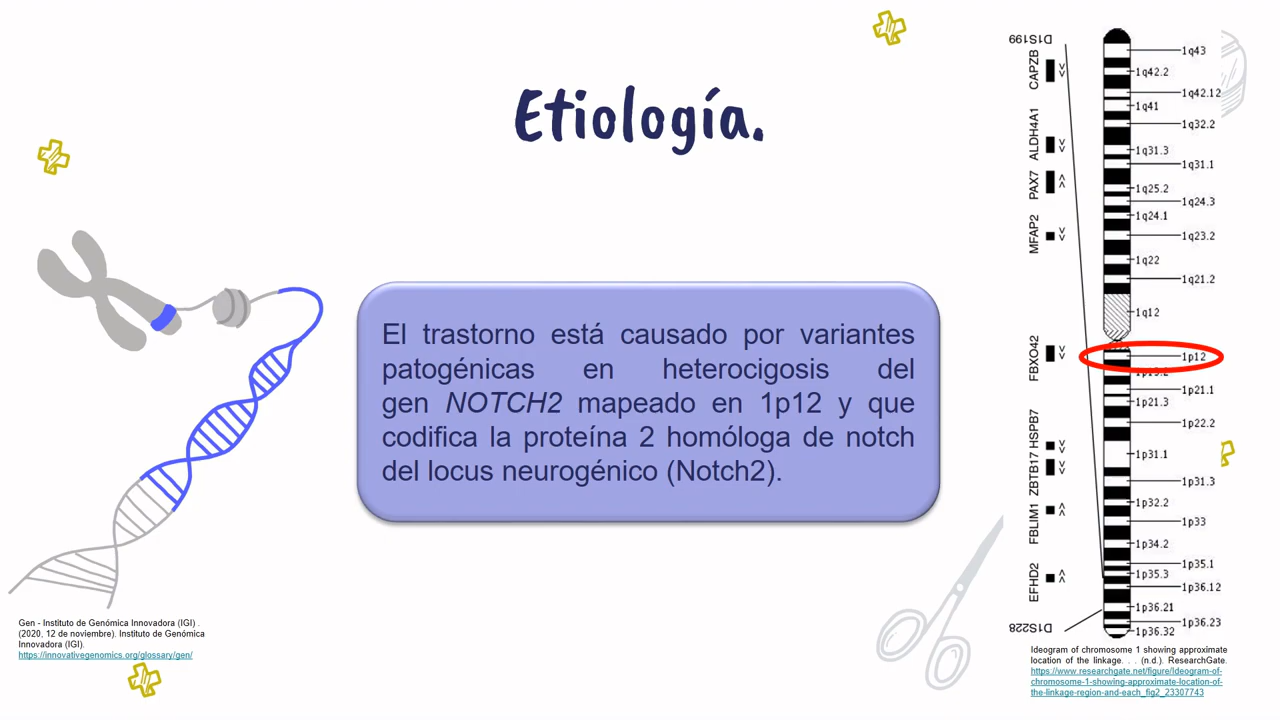 Etiología.
El trastorno está causado por variantes
patogénicas en heterocigosis del
gen NOTCH2 mapeado en 1p12 y que
codifica la proteína 2 homóloga de notch
del locus neurogénico (Notch2).
Gen - Instituto de Genómica Innovadora (IGI) .
(2020, 12 de noviembre). Instituto de Genómica
Innovadora (IGI).
https://innovativegenomics.org/glossary/gen/
D1S199
CAPZB
ALDH4A1
PAX7
MFAP2
FBXO42
HSPB7
ZBTB17
FBLIM1
EFHD2
D1S228
1q43
1q42.2
1q42.12
1q41
1q32.2
1q31.3
1q31.1
1q25.2
1q24.3
1q24.1
1q23.2
1q22
1q21.2
1q12
1p12
1p21.1
1p21.3
1p22.2
1p31.1
1p31.3
1p32.2
1p33
1p34.2
1p35.1
1p35.3
1p36.12
1p36.21
1p36.23
1p36.32
Ideogram of chromosome 1 showing approximate
location of the linkage. . . (n.d.). ResearchGate.
https://www.researchgate.net/figure/Ideogram-of-
chromosome-1-showing-approximate-location-of-
the-linkage-region-and-each_fig2_23307743